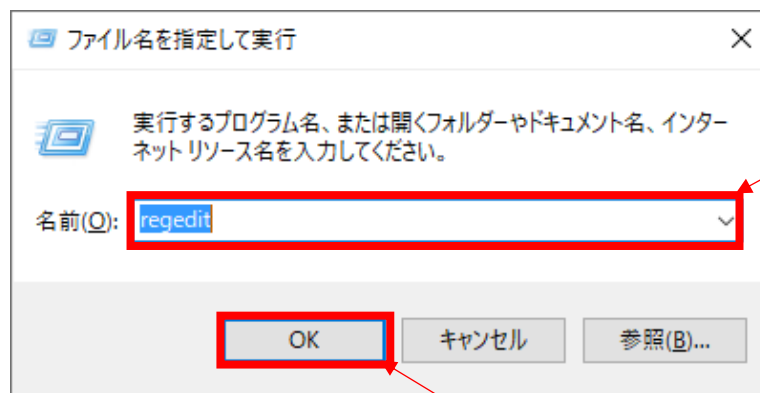 ファイル名を指定して実行
実行するプログラム名、または開くフォルダーやドキュメント名、インター
ネット リソース名を入力してください。
名前(O): regedit
OK キャンセル 参照(B)...